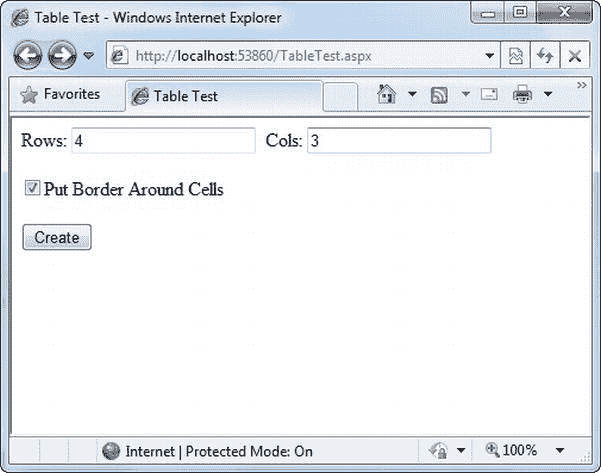 Table Test - Windows Internet Explorer
http://localhost:53860/TableTest.aspx
Favorites
Table Test
Rows: 4 Cols: 3
Put Border Around Cells
Create
Internet | Protected Mode: On
100%